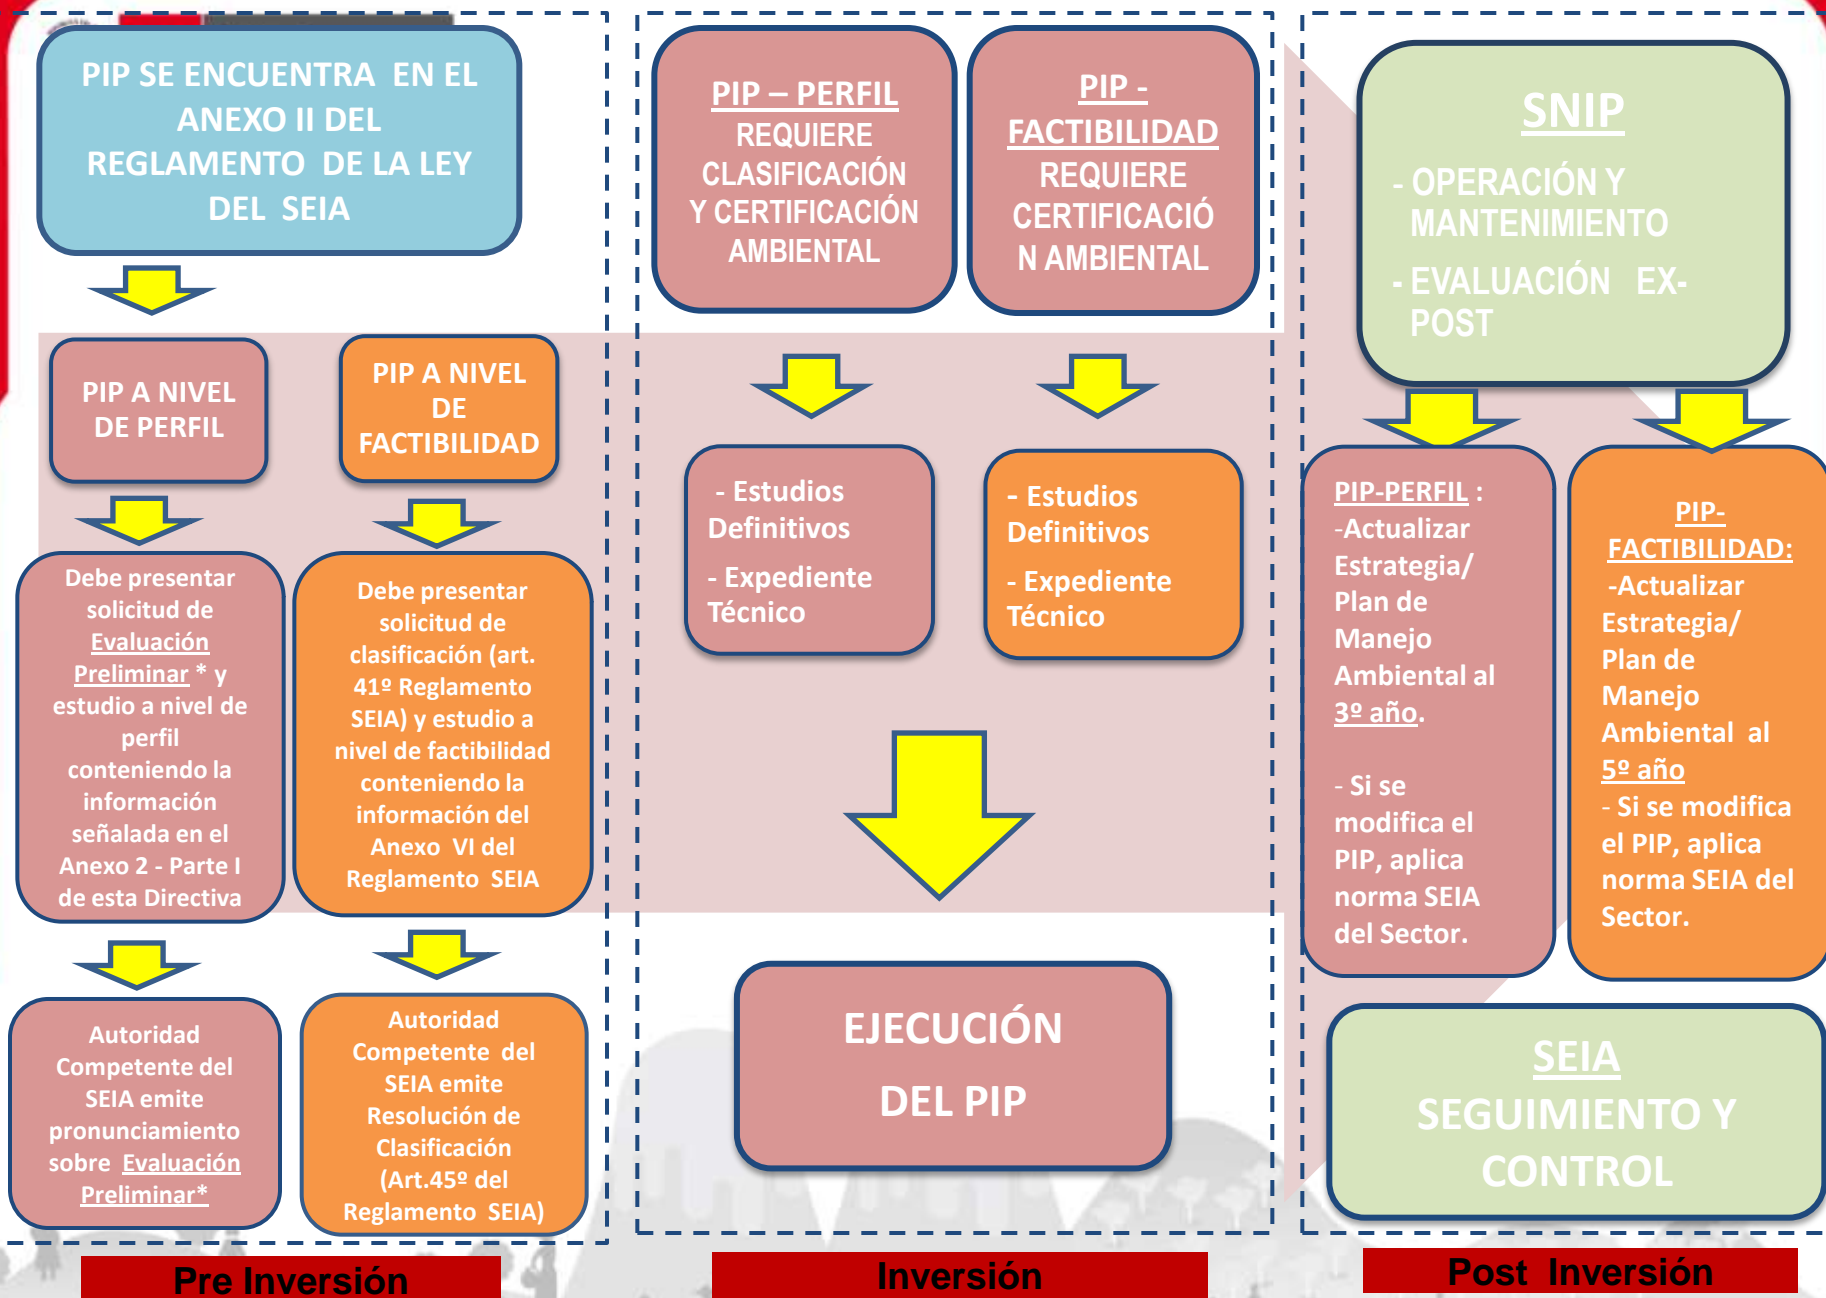 PIP SE ENCUENTRA EN EL
ANEXO II DEL
REGLAMENTO DE LA LEY
DEL SEIA
PIP A NIVEL
DE PERFIL
PIP A NIVEL
DE
FACTIBILIDAD
Debe presentar
solicitud de
Evaluación
Preliminar * y
estudio a nivel de
perfil
conteniendo la
información
señalada en el
Anexo 2 - Parte I
de esta Directiva
Debe presentar
solicitud de
clasificación (art.
41º Reglamento
SEIA) y estudio a
nivel de factibilidad
conteniendo la
información del
Anexo VI del
Reglamento SEIA
Autoridad
Competente del
SEIA emite
pronunciamiento
sobre Evaluación
Preliminar*
Autoridad
Competente del
SEIA emite
Resolución de
Clasificación
(Art.45º del
Reglamento SEIA)
Pre Inversión
PIP – PERFIL
REQUIERE
CLASIFICACIÓN
Y CERTIFICACIÓN
AMBIENTAL
PIP -
FACTIBILIDAD
REQUIERE
CERTIFICACIÓ
N AMBIENTAL
- Estudios
Definitivos
- Expediente
Técnico
- Estudios
Definitivos
- Expediente
Técnico
EJECUCIÓN
DEL PIP
Inversión
SNIP
- OPERACIÓN Y
MANTENIMIENTO
- EVALUACIÓN EX-
POST
PIP-PERFIL :
-Actualizar
Estrategia/
Plan de
Manejo
Ambiental al
3º año.
- Si se
modifica el
PIP, aplica
norma SEIA
del Sector.
PIP-
FACTIBILIDAD:
-Actualizar
Estrategia/
Plan de
Manejo
Ambiental al
5º año
- Si se modifica
el PIP, aplica
norma SEIA del
Sector.
SEIA
SEGUIMIENTO Y
CONTROL
Post Inversión